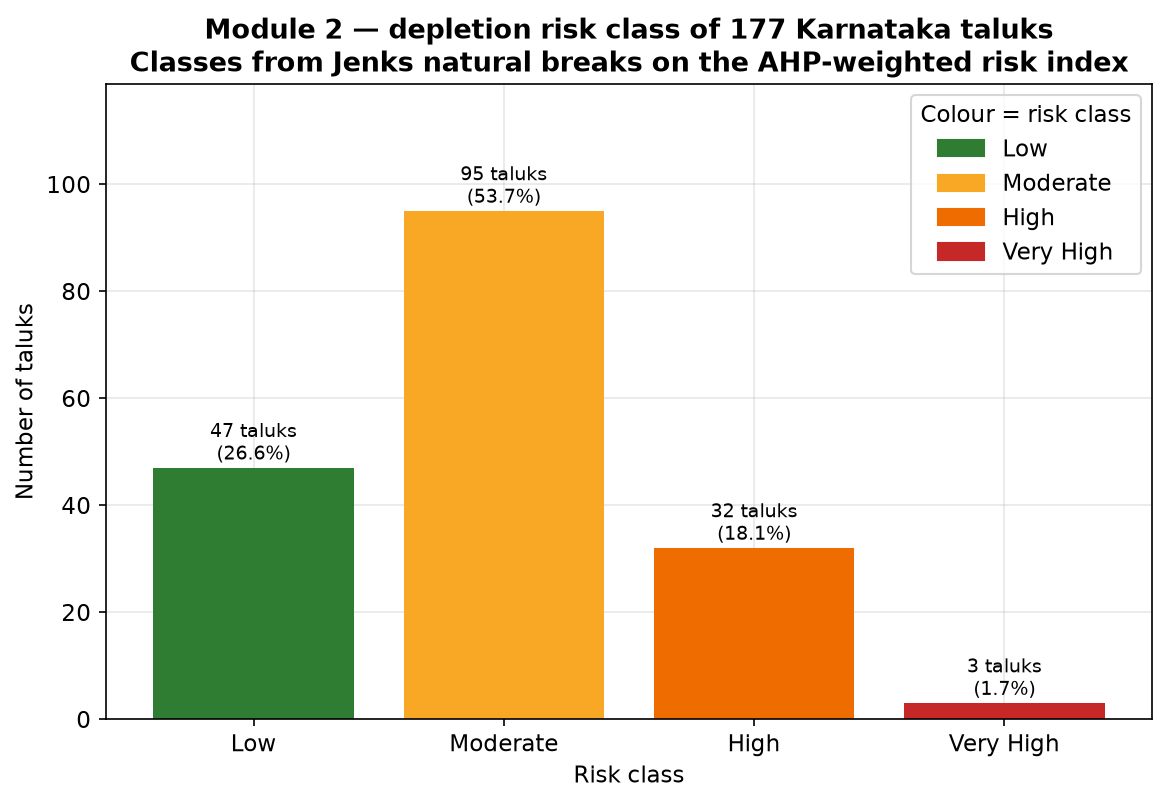 Module 2 — depletion risk class of 177 Karnataka taluks
Classes from Jenks natural breaks on the AHP-weighted risk index
Colour = risk class
Low
Moderate
High
Very High
Number of taluks
100
80
60
40
20
0
47 taluks
(26.6%)
95 taluks
(53.7%)
32 taluks
(18.1%)
3 taluks
(1.7%)
Low
Moderate
High
Very High
Risk class